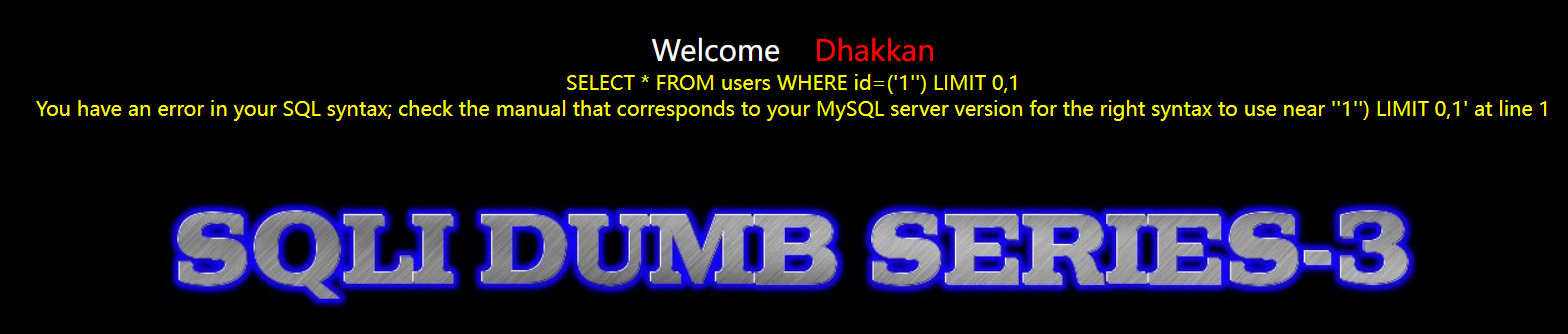 Welcome Dhakkan
SELECT * FROM users WHERE id=('1'') LIMIT 0,1
You have an error in your SQL syntax; check the manual that corresponds to your MySQL server version for the right syntax to use near ''1'') LIMIT 0,1' at line 1
SQLI DUMB SERIES-3